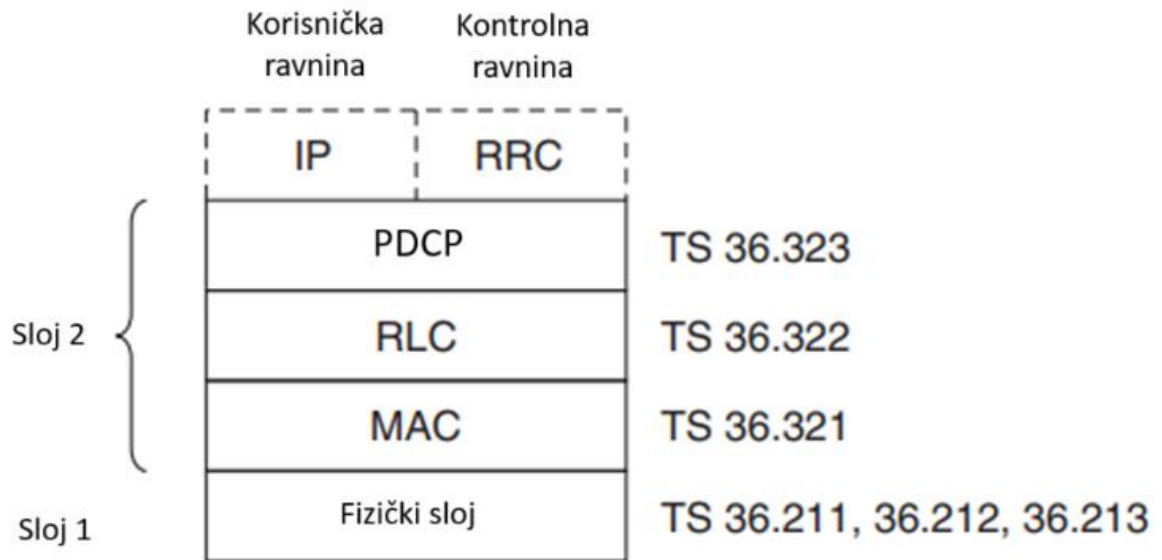 Korisnička Kontrolna
ravnina ravnina
IP RRC
PDCP TS 36.323
Sloj 2 RLC TS 36.322
MAC TS 36.321
Sloj 1 Fizički sloj TS 36.211, 36.212, 36.213